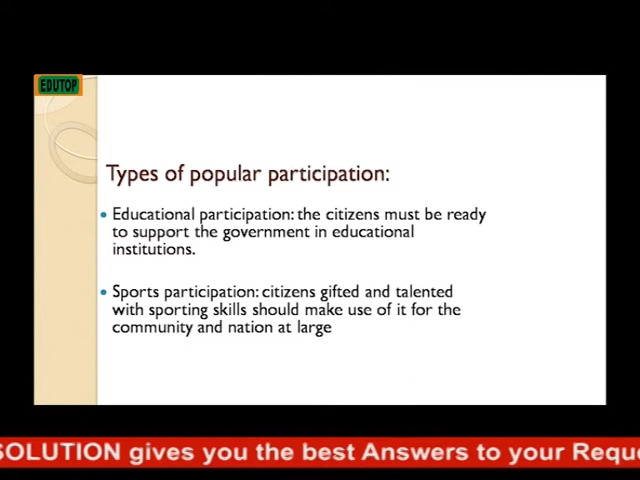 EDUTOP
Types of popular participation:
Educational participation: the citizens must be ready
to support the government in educational
institutions.
Sports participation: citizens gifted and talented
with sporting skills should make use of it for the
community and nation at large
SOLUTION gives you the best Answers to your